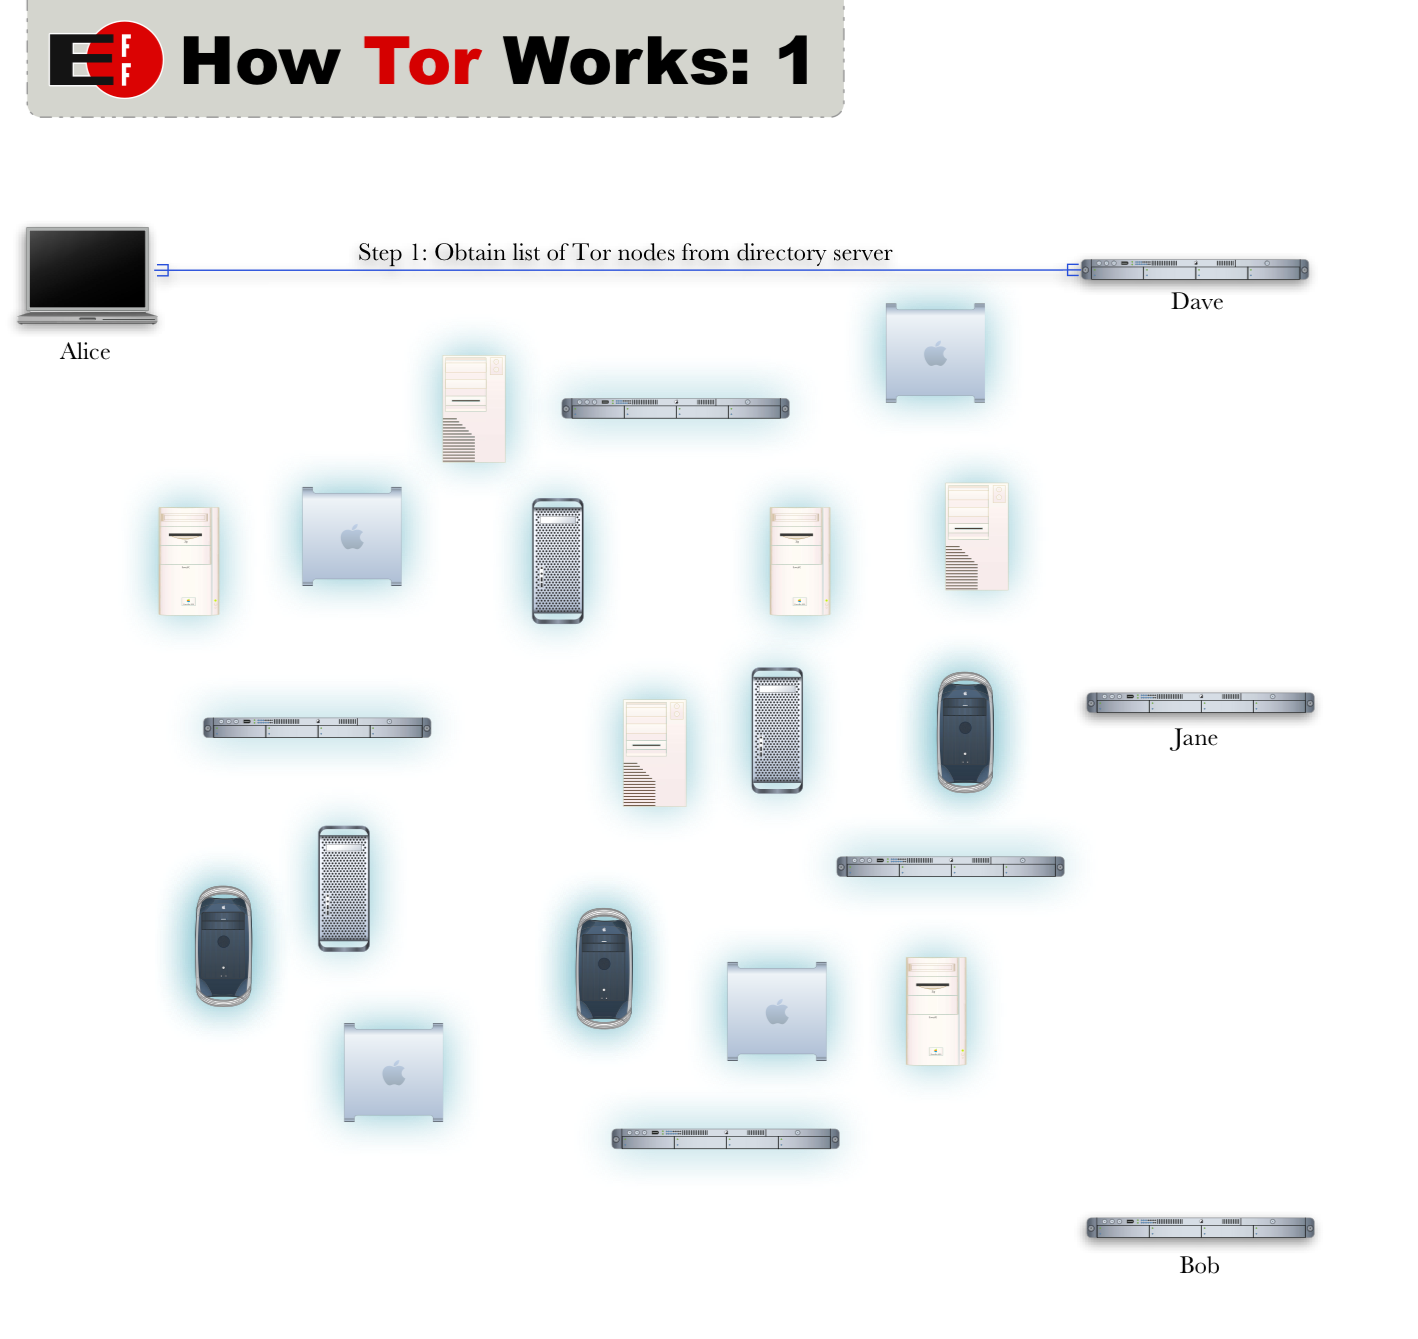 EFF How Tor Works: 1
Step 1: Obtain list of Tor nodes from directory server
Dave
Alice
Jane
Bob